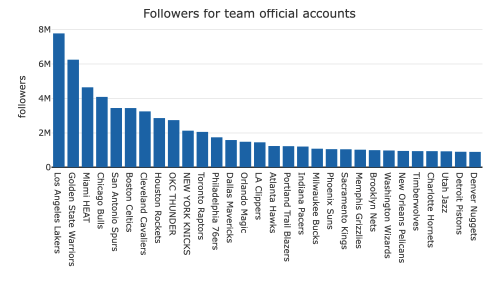 Followers for team official accounts
followers
8M
6M
4M
2M
0
Los Angeles Lakers
Golden State Warriors
Miami HEAT
Chicago Bulls
San Antonio Spurs
Boston Celtics
Cleveland Cavaliers
Houston Rockets
OKC THUNDER
NEW YORK KNICKS
Toronto Raptors
Philadelphia 76ers
Dallas Mavericks
Orlando Magic
LA Clippers
Atlanta Hawks
Portland Trail Blazers
Indiana Pacers
Milwaukee Bucks
Phoenix Suns
Sacramento Kings
Memphis Grizzlies
Brooklyn Nets
Washington Wizards
New Orleans Pelicans
Timberwolves
Charlotte Hornets
Utah Jazz
Detroit Pistons
Denver Nuggets